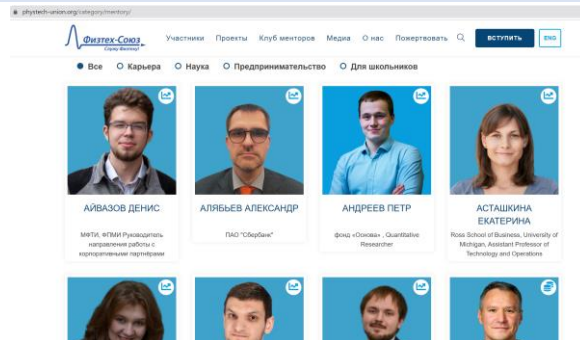 phystech-union.org/category/mentory/
Физтех-Союз
Служу Физтеху!
Участники Проекты Клуб менторов Медиа О нас Пожертвовать ВСТУПИТЬ ENG
Все Карьера Наука Предпринимательство Для школьников
АЙВАЗОВ ДЕНИС
МФТИ, ФПМИ Руководитель
направления работы с
корпоративными партнёрами
АЛЯБЬЕВ АЛЕКСАНДР
ПАО "Сбербанк"
АНДРЕЕВ ПЕТР
фонд «Основа» , Quantitative
Researcher
АСТАШКИНА
ЕКАТЕРИНА
Ross School of Business, University of
Michigan, Assistant Professor of
Technology and Operations